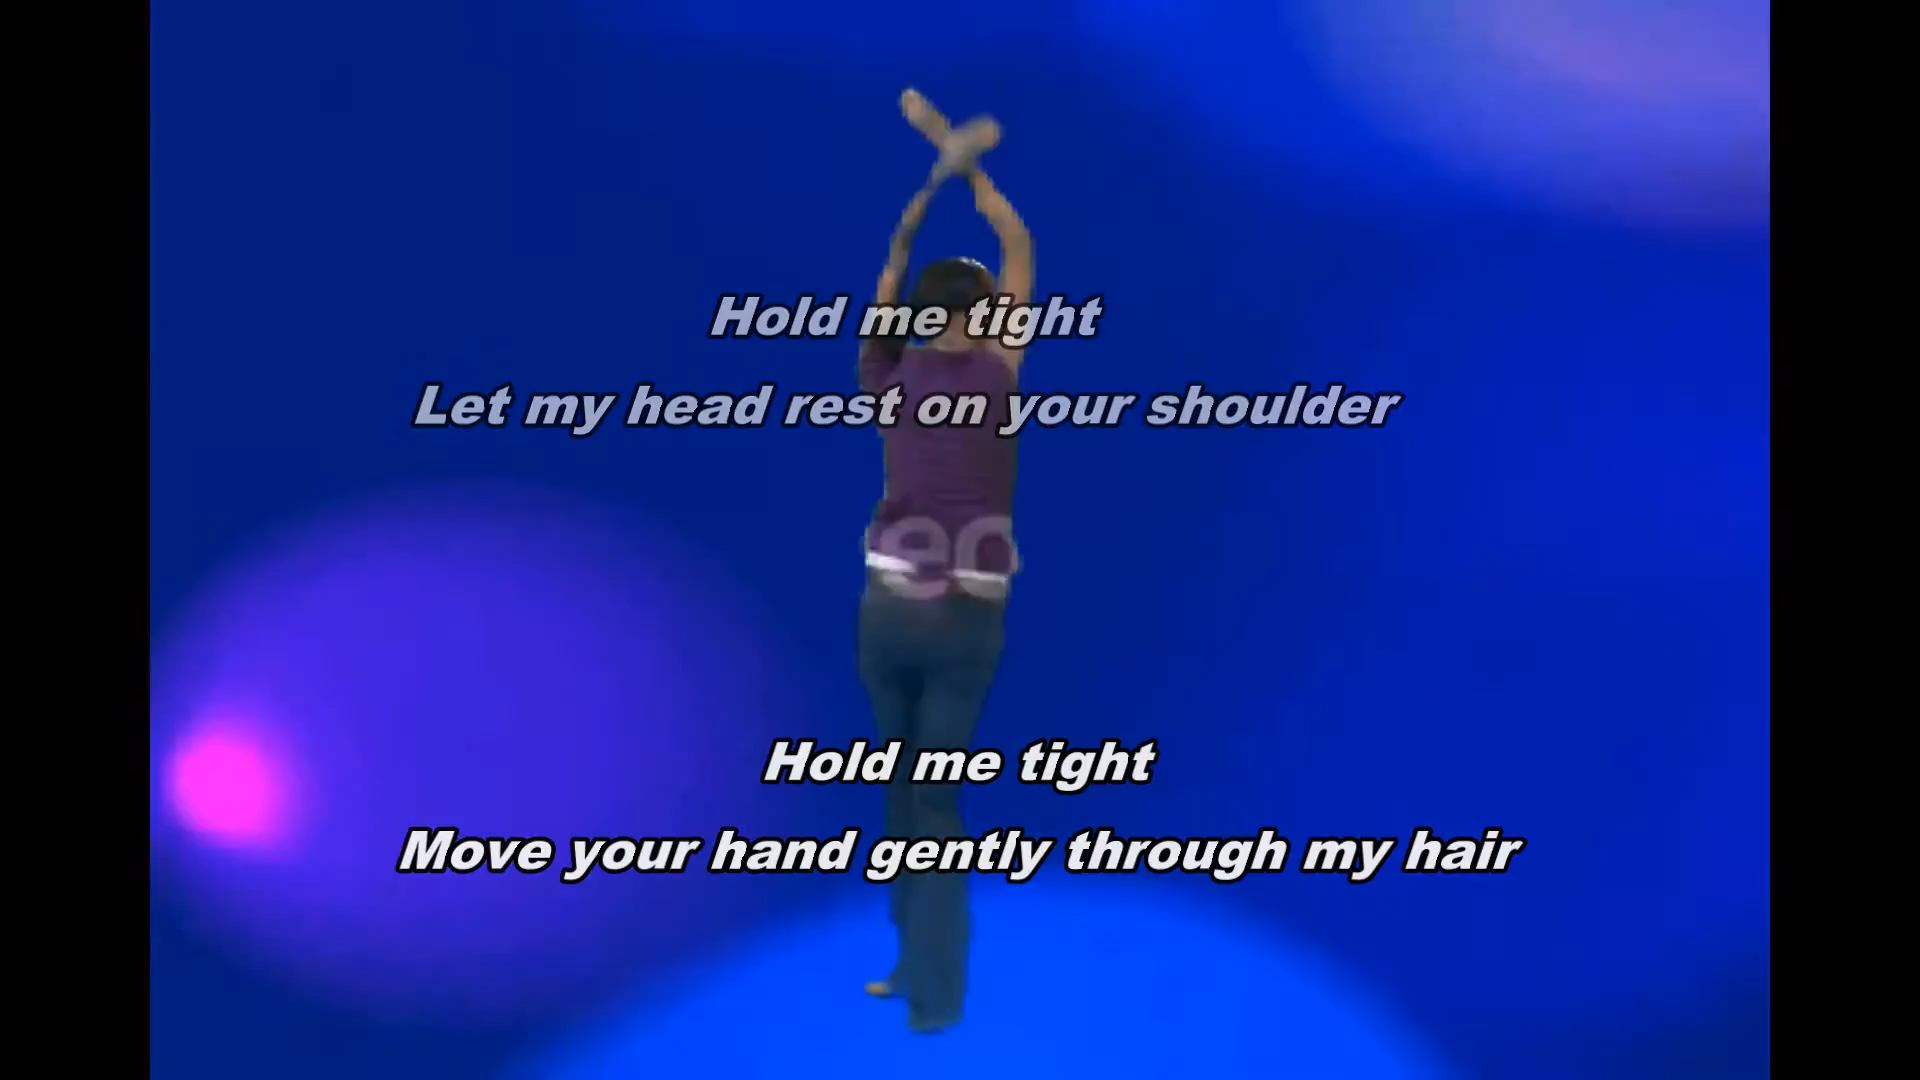 Hold me tight
Let my head rest on your shoulder
Hold me tight
Move your hand gently through my hair